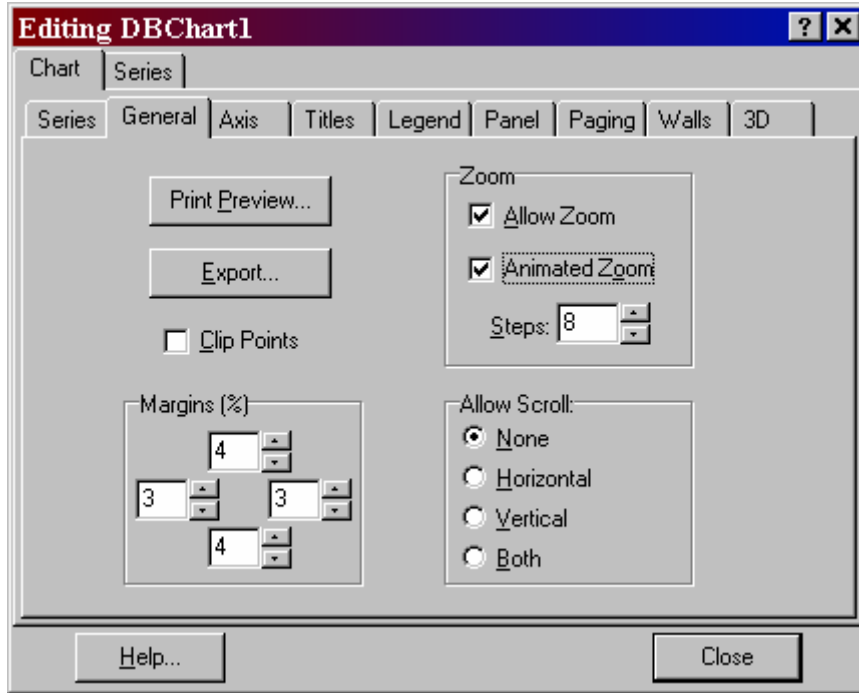 Editing DBChart1
Chart Series
Series General Axis Titles Legend Panel Paging Walls 3D
Print Preview...
Export...
Clip Points
Zoom
Allow Zoom
Animated Zoom
Steps: 8
Margins (%)
4
3 3
4
Allow Scroll:
None
Horizontal
Vertical
Both
Help... Close